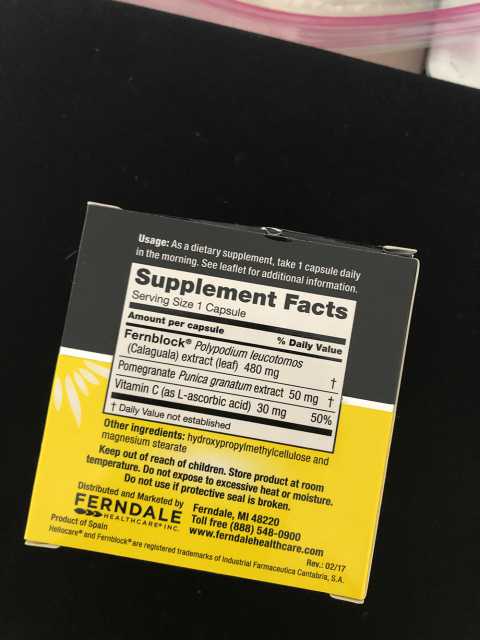 Usage: As a dietary supplement, take 1 capsule daily
in the morning. See leaflet for additional information.
Supplement Facts
Serving Size 1 Capsule
Amount per capsule % Daily Value
Fernblock® Polypodium leucotomos
(Calaguala) extract (leaf) 480 mg †
Pomegranate Punica granatum extract 50 mg †
Vitamin C (as L-ascorbic acid) 30 mg 50%
† Daily Value not established
Other ingredients: hydroxypropylmethylcellulose and
magnesium stearate
Keep out of reach of children. Store product at room
temperature. Do not expose to excessive heat or moisture.
Do not use if protective seal is broken.
Distributed and Marketed by
FERNDALE
HEALTHCARE® INC.
Ferndale, MI 48220
Toll free (888) 548-0900
www.ferndalehealthcare.com
Product of Spain
Rev.: 02/17
Heliocare® and Fernblock® are registered trademarks of Industrial Farmaceutica Cantabria, S.A.